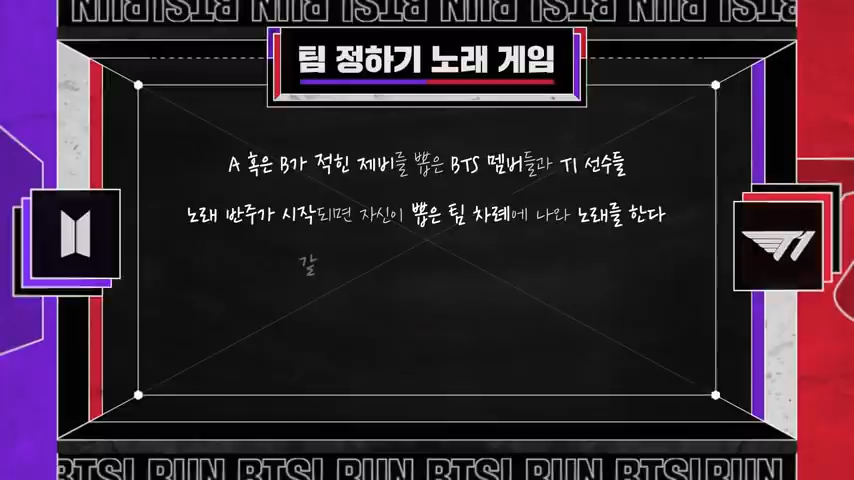 RUN BTS! RUN BTS! RUN BTS!
팀 정하기 노래 게임
A 혹은 B가 적힌 제비를 뽑은 BTS 멤버들과 T1 선수들
노래 반주가 시작되면 자신이 뽑은 팀 차례에 나와 노래를 한다
같
T1
BTS! RUN BTS! RUN BTS! RUN